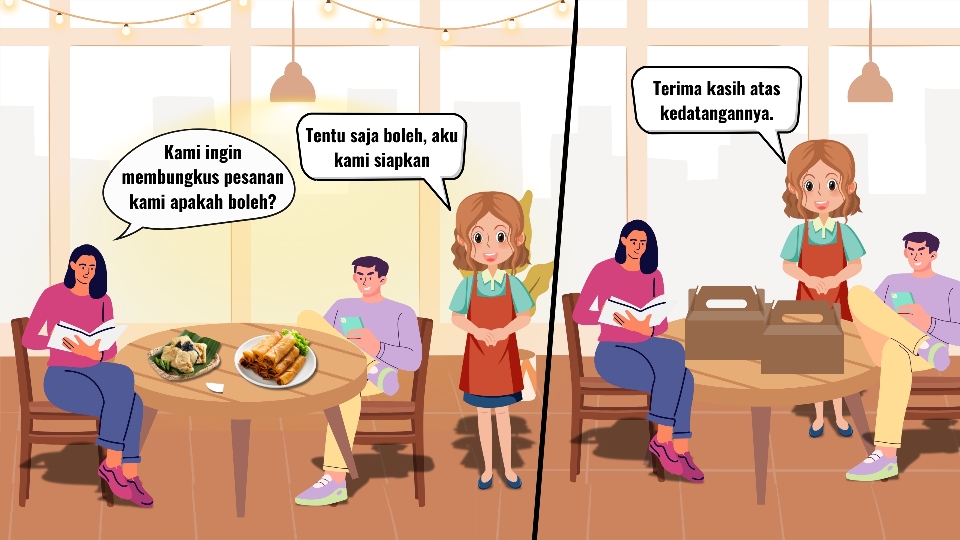 Kami ingin
membungkus pesanan
kami apakah boleh?
Tentu saja boleh, aku
kami siapkan
Terima kasih atas
kedatangannya.